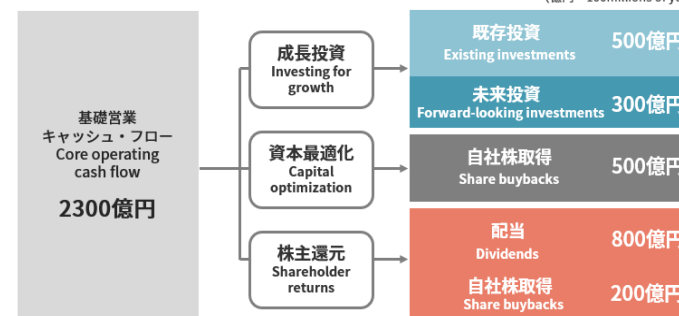 基礎営業
キャッシュ・フロー
Core operating
cash flow
2300億円
成長投資
Investing for
growth
資本最適化
Capital
optimization
株主還元
Shareholder
returns
既存投資
Existing investments
500億円
未来投資
Forward-looking investments
300億円
自社株取得
Share buybacks
500億円
配当
Dividends
800億円
自社株取得
Share buybacks
200億円